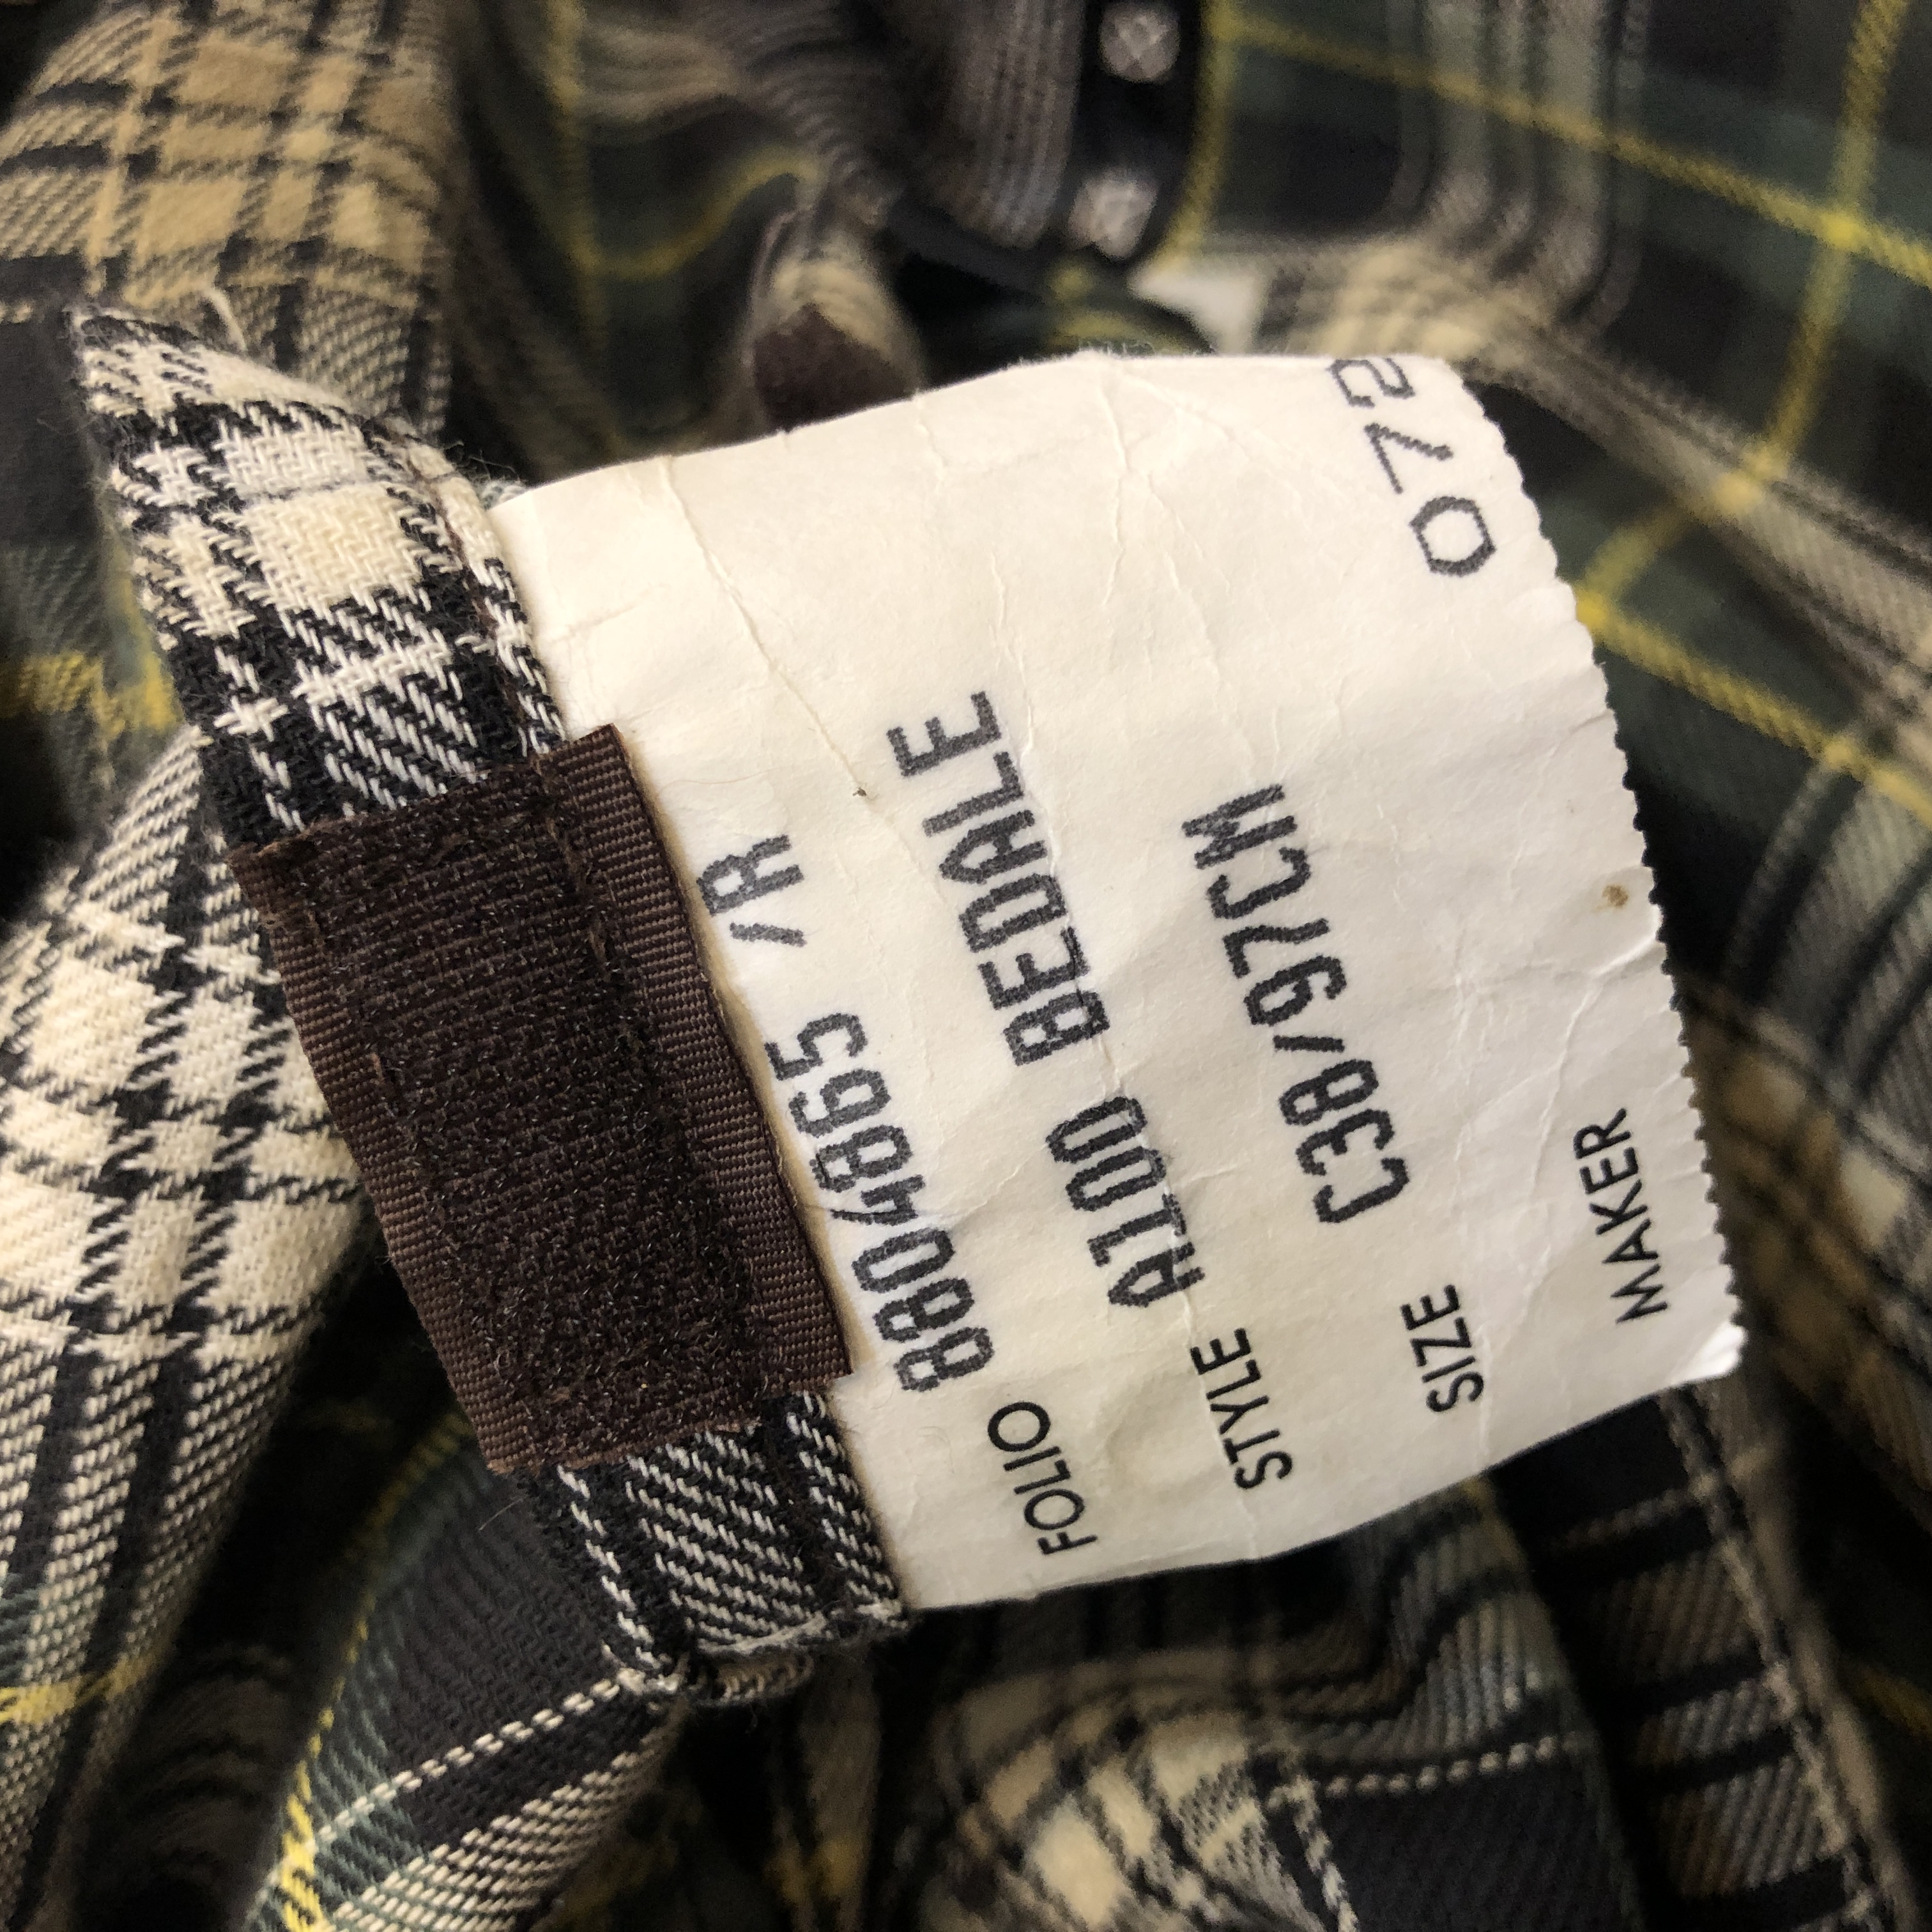 FOLIO 8804865 /R
STYLE A100 BEDALE
SIZE C38/97CM
MAKER 072